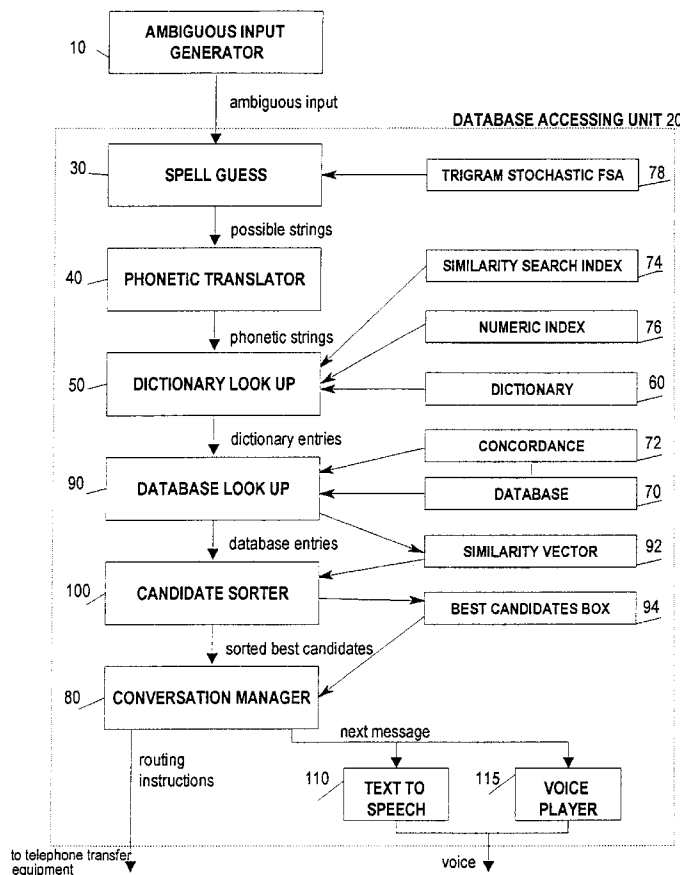 10
AMBIGUOUS INPUT
GENERATOR
ambiguous input
DATABASE ACCESSING UNIT 20
30
SPELL GUESS
TRIGRAM STOCHASTIC FSA
78
possible strings
40
PHONETIC TRANSLATOR
SIMILARITY SEARCH INDEX
74
phonetic strings
NUMERIC INDEX
76
50
DICTIONARY LOOK UP
DICTIONARY
60
dictionary entries
CONCORDANCE
72
90
DATABASE LOOK UP
DATABASE
70
database entries
SIMILARITY VECTOR
92
100
CANDIDATE SORTER
BEST CANDIDATES BOX
94
sorted best candidates
80
CONVERSATION MANAGER
next message
routing
instructions
110
TEXT TO
SPEECH
115
VOICE
PLAYER
to telephone transfer
equipment
voice